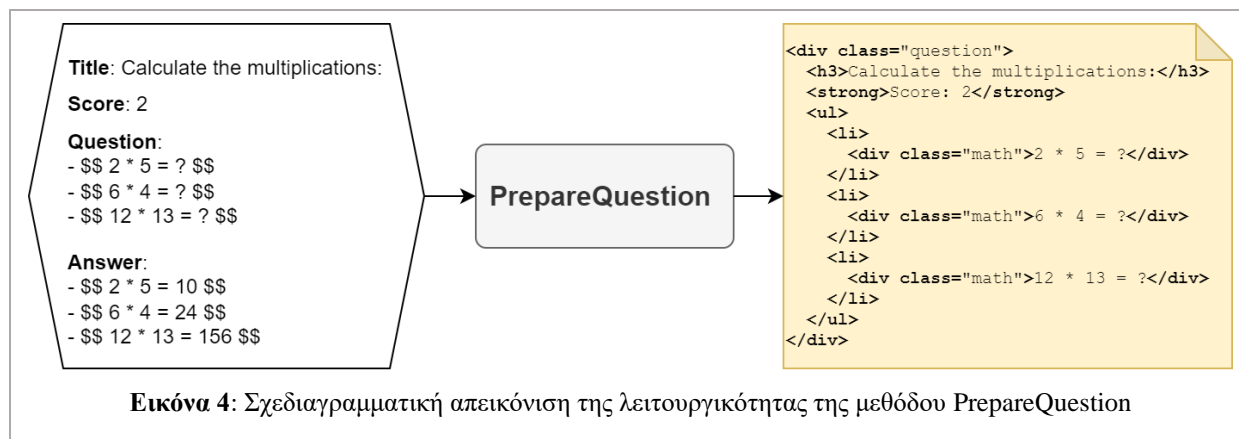 Title: Calculate the multiplications:
Score: 2
Question:
- $$ 2 * 5 = ? $$
- $$ 6 * 4 = ? $$
- $$ 12 * 13 = ? $$
Answer:
- $$ 2 * 5 = 10 $$
- $$ 6 * 4 = 24 $$
- $$ 12 * 13 = 156 $$
PrepareQuestion
<div class="question">
  <h3>Calculate the multiplications:</h3>
  <strong>Score: 2</strong>
  <ul>
    <li>
      <div class="math">2 * 5 = ?</div>
    </li>
    <li>
      <div class="math">6 * 4 = ?</div>
    </li>
    <li>
      <div class="math">12 * 13 = ?</div>
    </li>
  </ul>
</div>
Εικόνα 4: Σχεδιαγραμματική απεικόνιση της λειτουργικότητας της μεθόδου PrepareQuestion